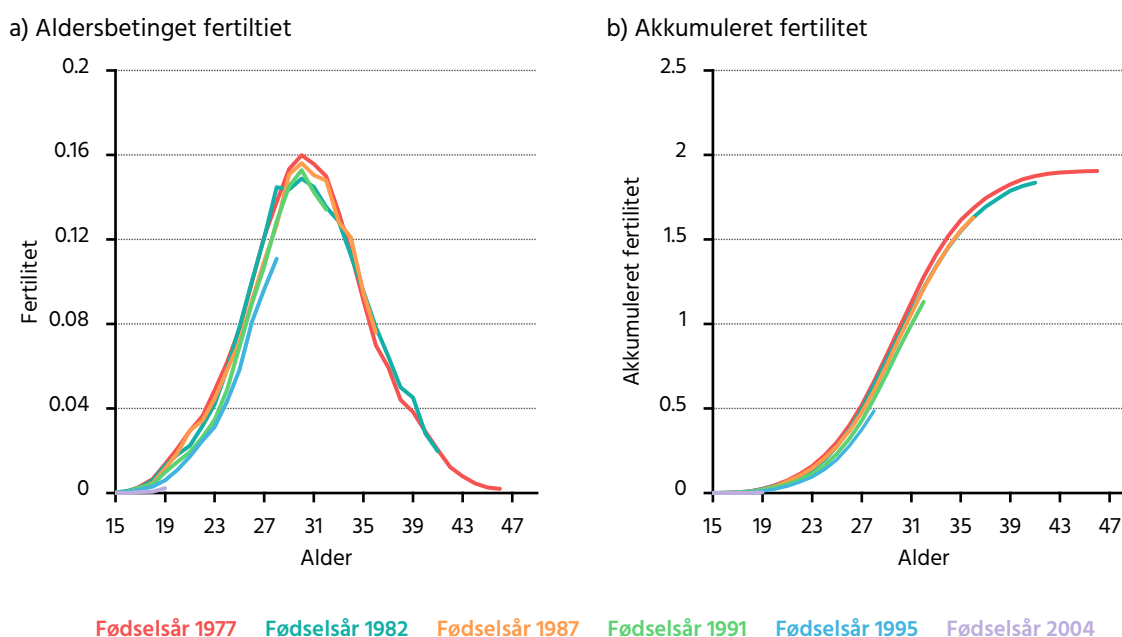 a) Aldersbetinget fertiltiet
0.2
0.16
0.12
0.08
0.04
0
Fertilitet
15 19 23 27 31 35 39 43 47
Alder
b) Akkumuleret fertilitet
2.5
2
1.5
1
0.5
0
Akkumuleret fertilitet
15 19 23 27 31 35 39 43 47
Alder
Fødselsår 1977 Fødselsår 1982 Fødselsår 1987 Fødselsår 1991 Fødselsår 1995 Fødselsår 2004